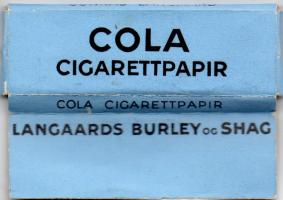 COLA
CIGARETTPAPIR
COLA CIGARETTPAPIR
LANGAARDS BURLEY OG SHAG